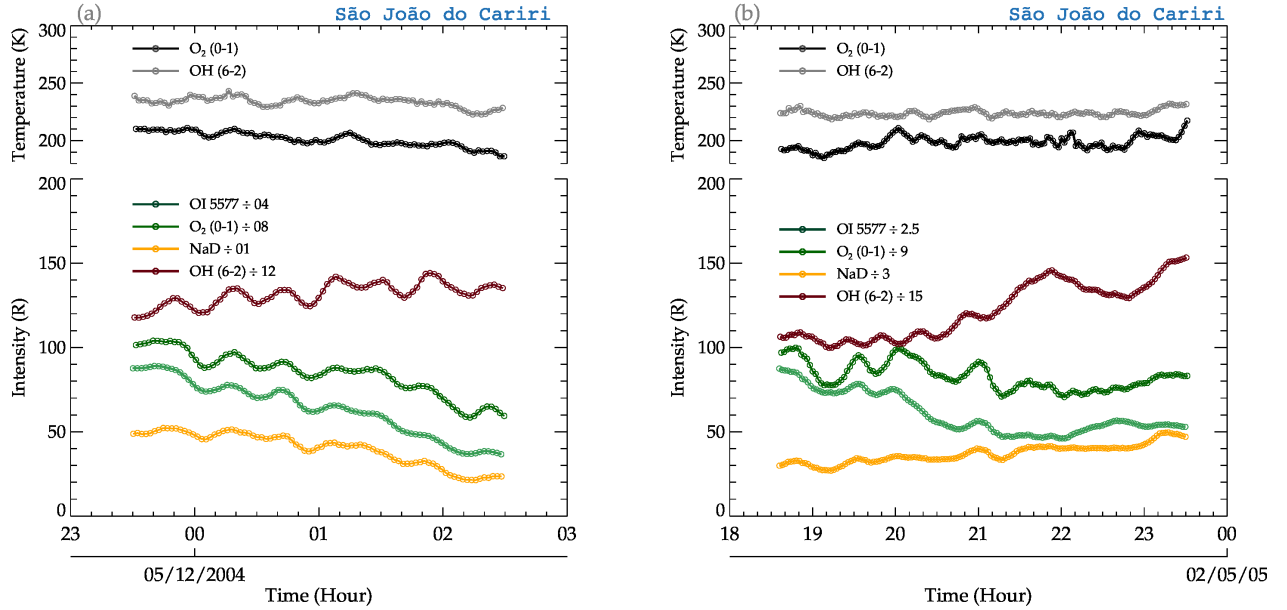 (a)
São João do Cariri
Temperature (K)
300
250
200
O₂ (0-1)
OH (6-2)
Intensity (R)
200
150
100
50
0
OI 5577 ÷ 04
O₂ (0-1) ÷ 08
NaD ÷ 01
OH (6-2) ÷ 12
23 00 01 02 03
05/12/2004
Time (Hour)
(b)
São João do Cariri
Temperature (K)
300
250
200
O₂ (0-1)
OH (6-2)
Intensity (R)
200
150
100
50
0
OI 5577 ÷ 2.5
O₂ (0-1) ÷ 9
NaD ÷ 3
OH (6-2) ÷ 15
18 19 20 21 22 23 00
02/05/05
Time (Hour)